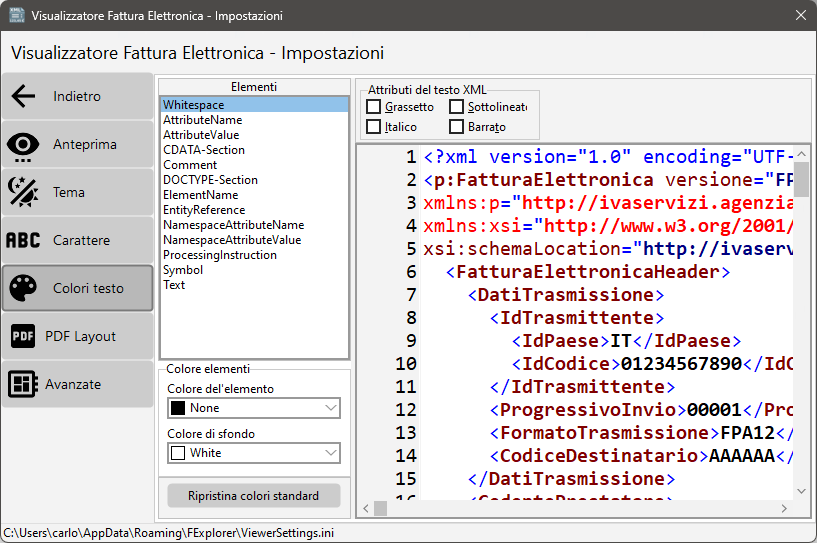 Visualizzatore Fattura Elettronica - Impostazioni
Visualizzatore Fattura Elettronica - Impostazioni
Indietro
Anteprima
Tema
ABC Carattere
Colori testo
PDF PDF Layout
Avanzate
Elementi
Whitespace
AttributeName
AttributeValue
CDATA-Section
Comment
DOCTYPE-Section
ElementName
EntityReference
NamespaceAttributeName
NamespaceAttributeValue
ProcessingInstruction
Symbol
Text
Colore elementi
Colore del'elemento
None
Colore di sfondo
White
Ripristina colori standard
Attributi del testo XML
Grassetto
Sottolineato
Italico
Barrato
1 <?xml version="1.0" encoding="UTF-
2 <p:FatturaElettronica versione="FP
3 xmlns:p="http://ivaservizi.agenzia
4 xmlns:xsi="http://www.w3.org/2001/
5 xsi:schemaLocation="http://ivaserv
6 <FatturaElettronicaHeader>
7 <DatiTrasmissione>
8 <IdTrasmittente>
9 <IdPaese>IT</IdPaese>
10 <IdCodice>01234567890</IdC
11 </IdTrasmittente>
12 <ProgressivoInvio>00001</Pro
13 <FormatoTrasmissione>FPA12</
14 <CodiceDestinatario>AAAAAA</
15 </DatiTrasmissione>
16 <CedentePrestatore>
C:\Users\carlo\AppData\Roaming\FExplorer\ViewerSettings.ini